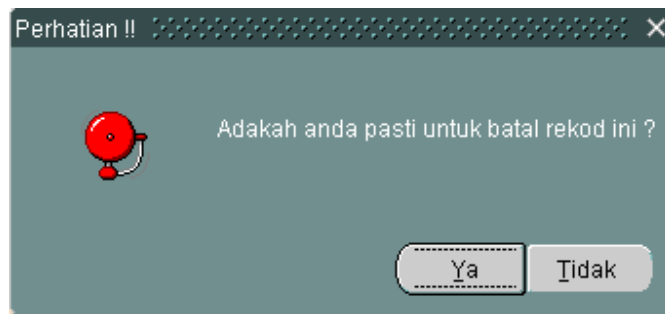 Perhatian !!
Adakah anda pasti untuk batal rekod ini ?
Ya
Tidak